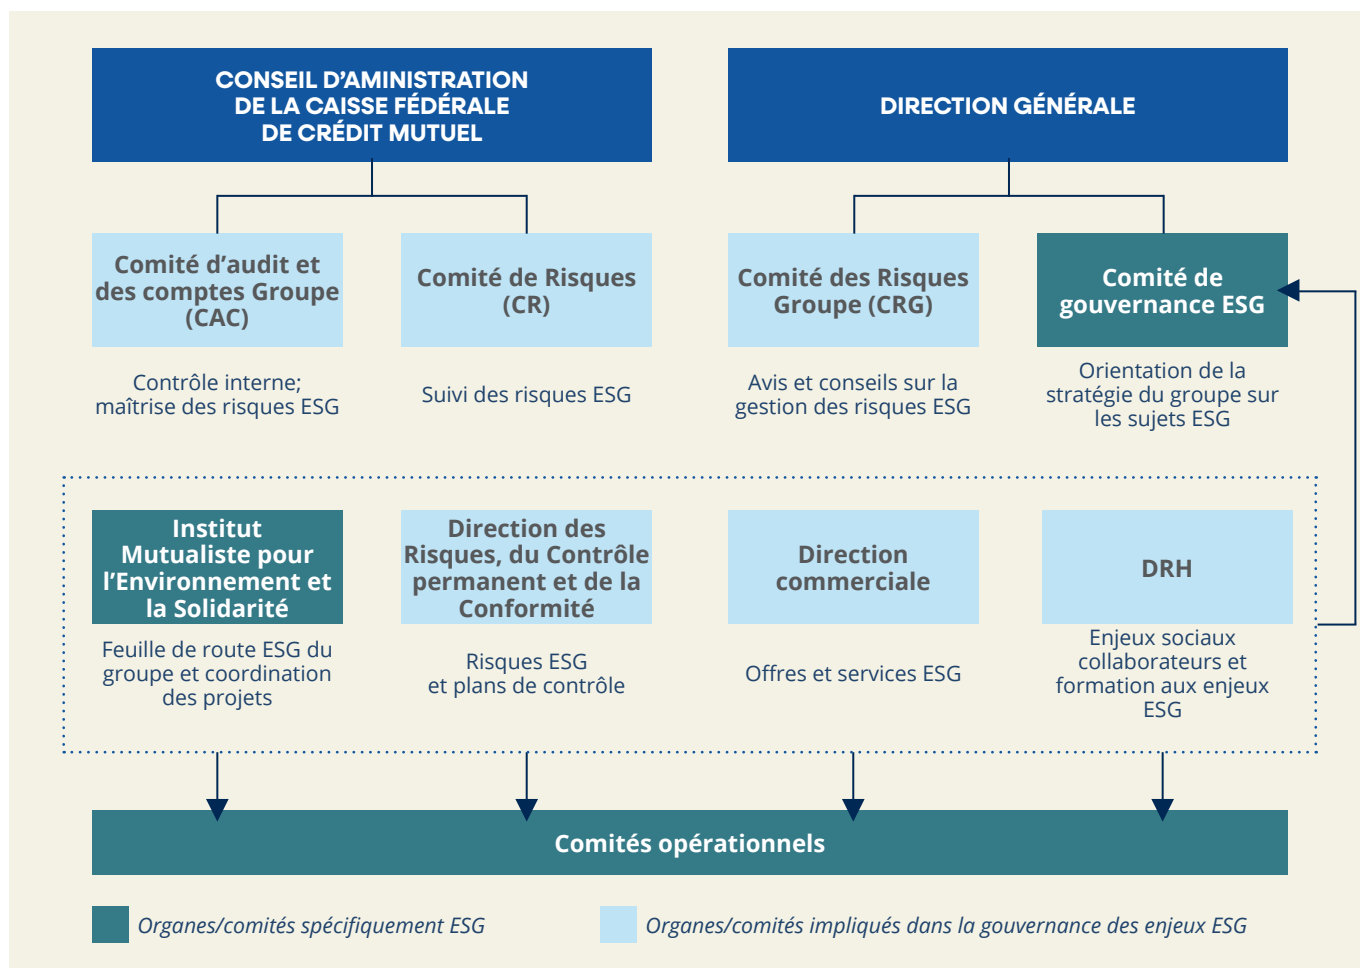 CONSEIL D’AMINISTRATION
DE LA CAISSE FÉDÉRALE
DE CRÉDIT MUTUEL
DIRECTION GÉNÉRALE
Comité d’audit et
des comptes Groupe
(CAC)
Comité de Risques
(CR)
Comité des Risques
Groupe (CRG)
Comité de
gouvernance ESG
Contrôle interne;
maîtrise des risques ESG
Suivi des risques ESG
Avis et conseils sur la
gestion des risques ESG
Orientation de la
stratégie du groupe sur
les sujets ESG
Institut
Mutualiste pour
l’Environnement et
la Solidarité
Direction des
Risques, du Contrôle
permanent et de la
Conformité
Direction
commerciale
DRH
Feuille de route ESG du
groupe et coordination
des projets
Risques ESG
et plans de contrôle
Offres et services ESG
Enjeux sociaux
collaborateurs et
formation aux enjeux
ESG
Comités opérationnels
Organes/comités spécifiquement ESG
Organes/comités impliqués dans la gouvernance des enjeux ESG